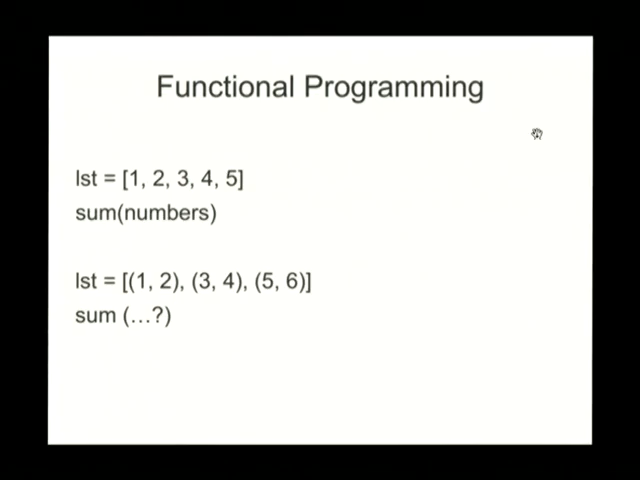 Functional Programming
lst = [1, 2, 3, 4, 5]
sum(numbers)
lst = [(1, 2), (3, 4), (5, 6)]
sum (…?)